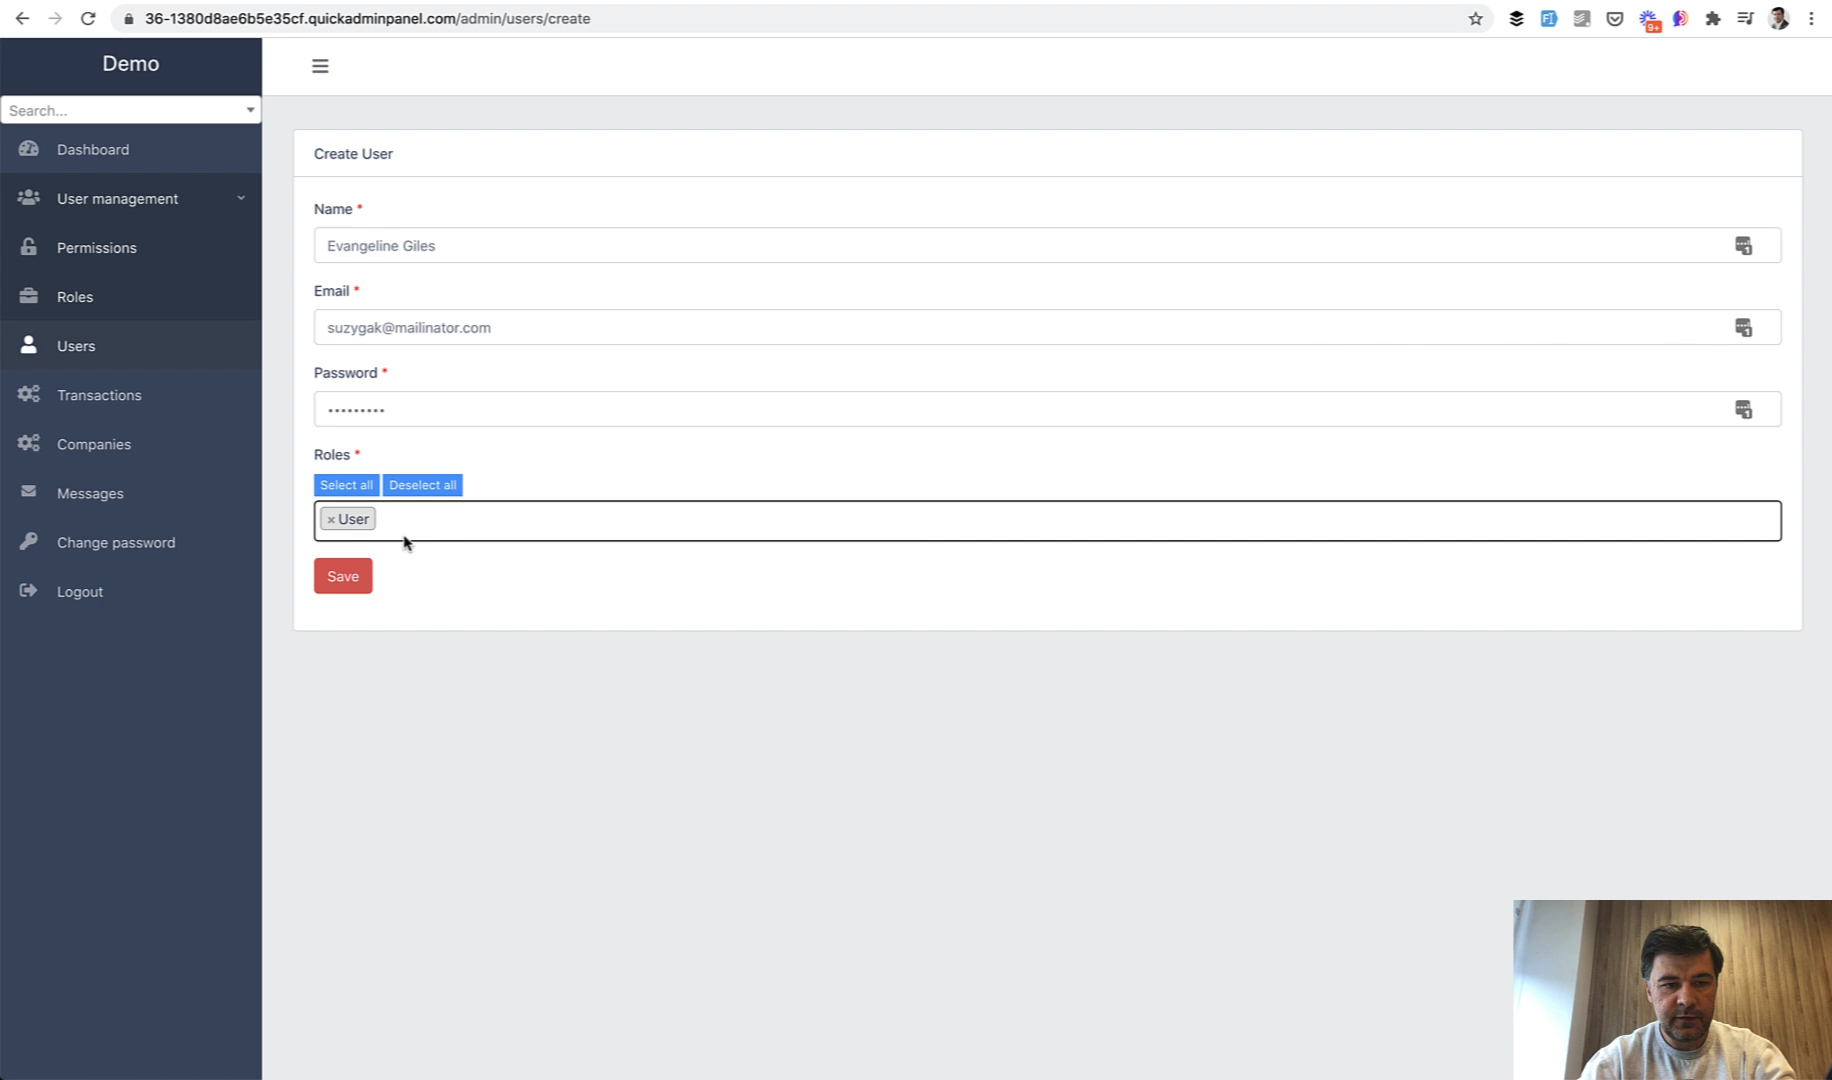 36-1380d8ae6b5e35cf.quickadminpanel.com/admin/users/create
9+
Demo
Search...
Dashboard
User management
Permissions
Roles
Users
Transactions
Companies
Messages
Change password
Logout
Create User
Name *
Evangeline Giles
Email *
suzygak@mailinator.com
Password *
•••••••••
Roles *
Select all Deselect all
× User
Save